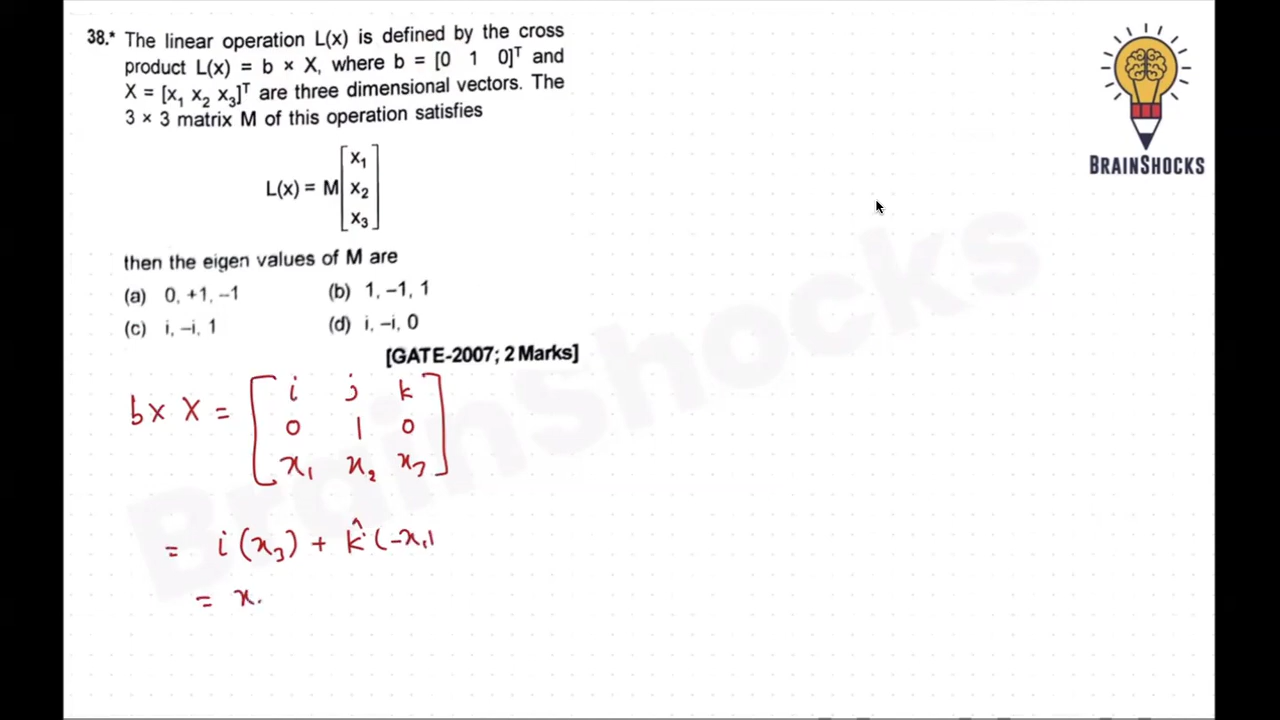 38.* The linear operation L(x) is defined by the cross
product L(x) = b × X, where b = [0 1 0]ᵀ and
X = [x₁ x₂ x₃]ᵀ are three dimensional vectors. The
3 × 3 matrix M of this operation satisfies
L(x) = M [x₁
x₂
x₃]
then the eigen values of M are
(a) 0, +1, –1 (b) 1, –1, 1
(c) i, –i, 1 (d) i, –i, 0
[GATE-2007; 2 Marks]
b× X = [i j k
0 1 0
x₁ x₂ x₃]
= i(x₃) + k̂(-x₁)
= x.
BRAINSHOCKS
Brainshocks